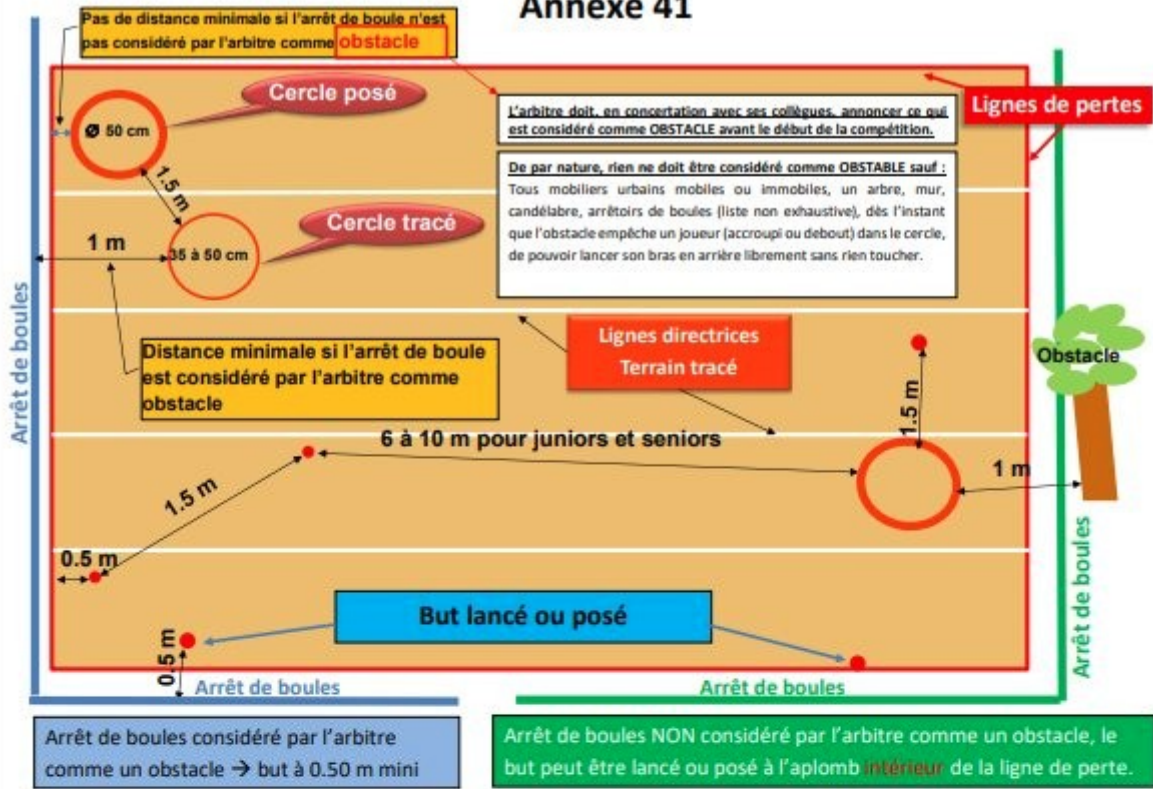 Annexe 41
Pas de distance minimale si l'arrêt de boule n'est
pas considéré par l'arbitre comme obstacle
Cercle posé
Ø 50 cm
L'arbitre doit, en concertation avec ses collègues, annoncer ce qui
est considéré comme OBSTACLE avant le début de la compétition.
Lignes de pertes
De par nature, rien ne doit être considéré comme OBSTABLE sauf :
Tous mobiliers urbains mobiles ou immobiles, un arbre, mur,
candélabre, arrêtoirs de boules (liste non exhaustive), dès l'instant
que l'obstacle empêche un joueur (accroupi ou debout) dans le cercle,
de pouvoir lancer son bras en arrière librement sans rien toucher.
1.5 m
Cercle tracé
1 m
35 à 50 cm
Arrêt de boules
Distance minimale si l'arrêt de boule
est considéré par l'arbitre comme
obstacle
Lignes directrices
Terrain tracé
Obstacle
1.5 m
6 à 10 m pour juniors et seniors
1 m
1.5 m
0.5 m
Arrêt de boules
But lancé ou posé
0.5 m
Arrêt de boules
Arrêt de boules
Arrêt de boules considéré par l'arbitre
comme un obstacle → but à 0.50 m mini
Arrêt de boules NON considéré par l'arbitre comme un obstacle, le
but peut être lancé ou posé à l'aplomb intérieur de la ligne de perte.